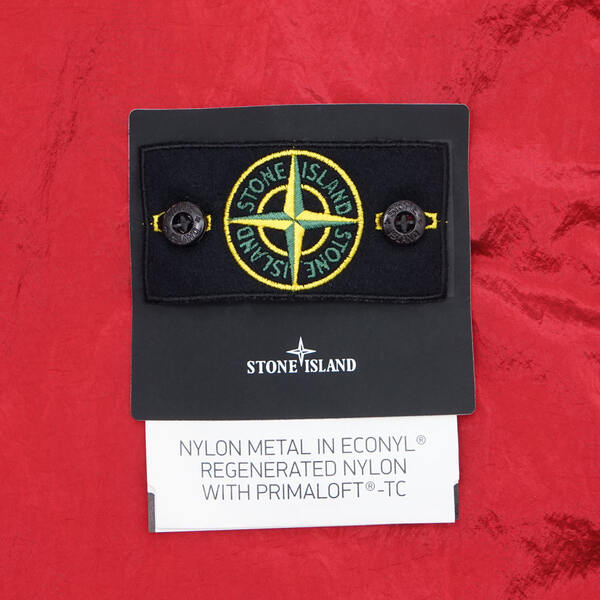 STONE ISLAND
STONE ISLAND
STONE ISLAND
NYLON METAL IN ECONYL®
REGENERATED NYLON
WITH PRIMALOFT®-TC